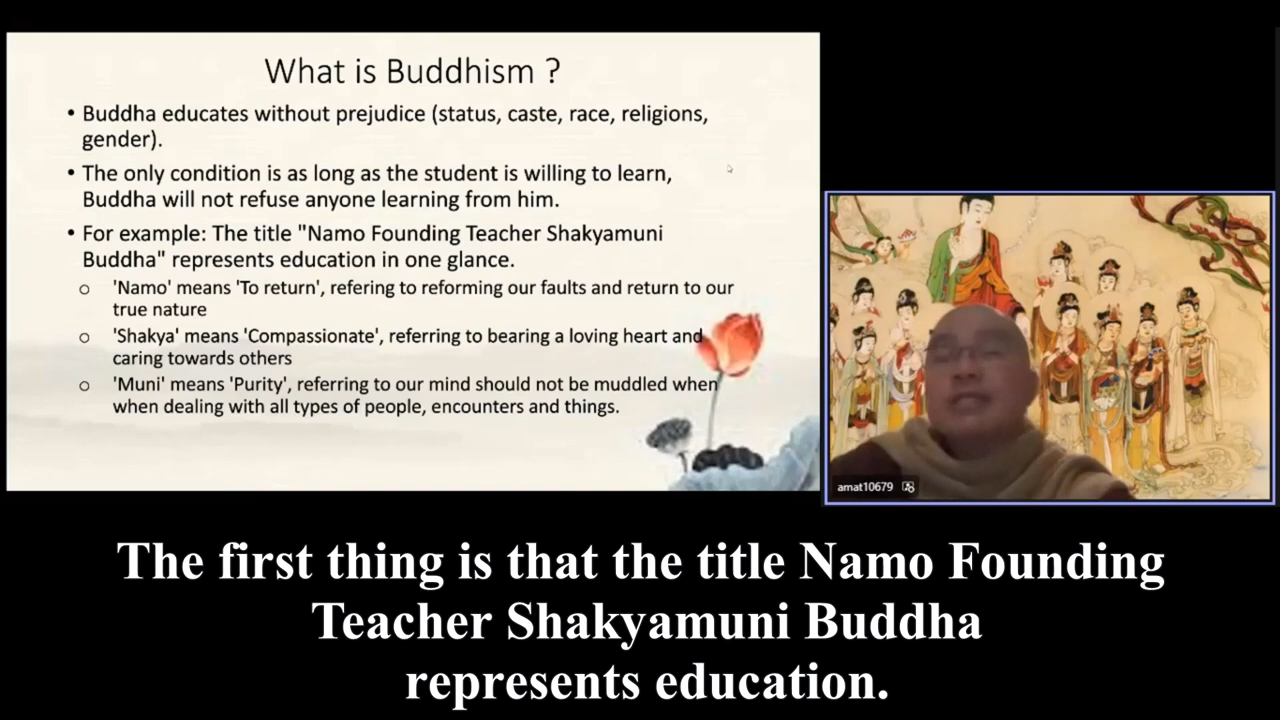 What is Buddhism ?
• Buddha educates without prejudice (status, caste, race, religions,
gender).
• The only condition is as long as the student is willing to learn,
Buddha will not refuse anyone learning from him.
• For example: The title "Namo Founding Teacher Shakyamuni
Buddha" represents education in one glance.
o 'Namo' means 'To return', refering to reforming our faults and return to our
true nature
o 'Shakya' means 'Compassionate', referring to bearing a loving heart and
caring towards others
o 'Muni' means 'Purity', referring to our mind should not be muddled when
when dealing with all types of people, encounters and things.
amat10679
The first thing is that the title Namo Founding
Teacher Shakyamuni Buddha
represents education.